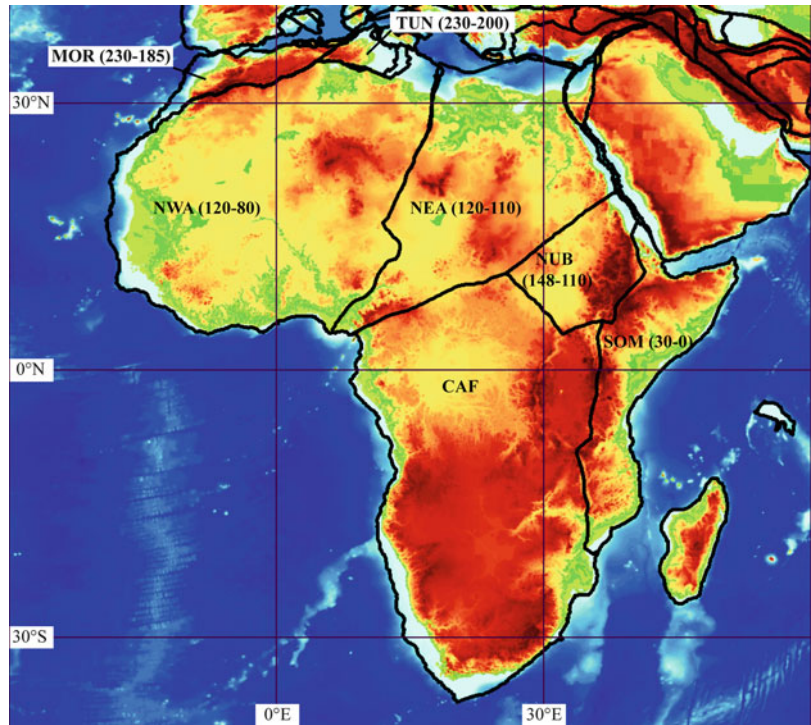 TUN (230-200)
MOR (230-185)
30°N
NWA (120-80)
NEA (120-110)
NUB
(148-110)
SOM (30-0)
0°N
CAF
30°S
0°E
30°E